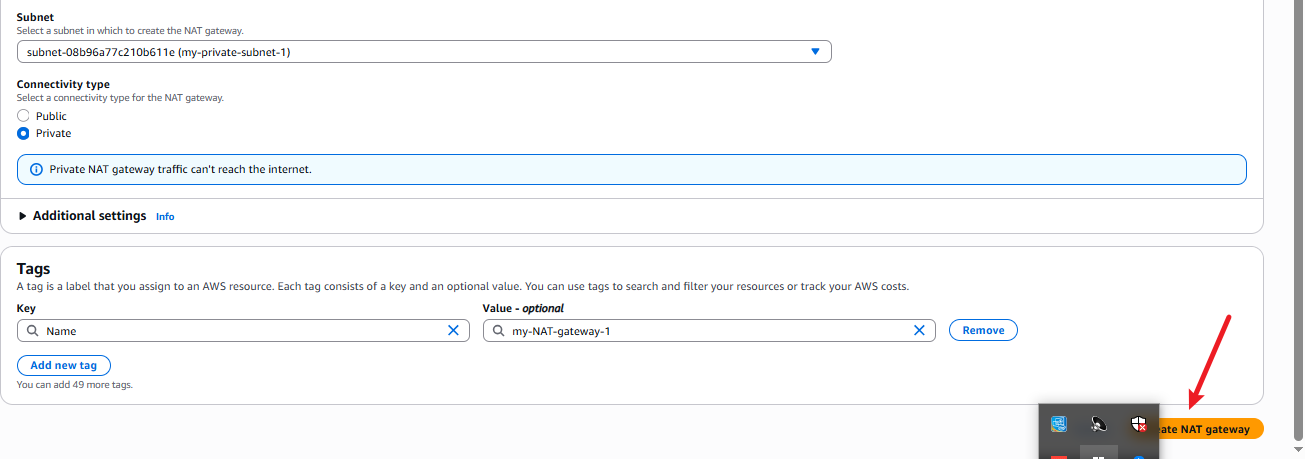 Subnet
Select a subnet in which to create the NAT gateway.
subnet-08b96a77c210b611e (my-private-subnet-1)
Connectivity type
Select a connectivity type for the NAT gateway.
Public
Private
Private NAT gateway traffic can't reach the internet.
Additional settings Info
Tags
A tag is a label that you assign to an AWS resource. Each tag consists of a key and an optional value. You can use tags to search and filter your resources or track your AWS costs.
Key Value - optional
Name my-NAT-gateway-1 Remove
Add new tag
You can add 49 more tags.
ate NAT gateway